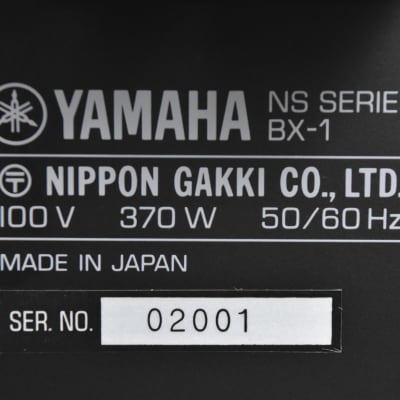 YAMAHA NS SERIE
BX-1
〒 NIPPON GAKKI CO., LTD.
100 V 370 W 50/60 Hz
MADE IN JAPAN
SER. NO. 02001